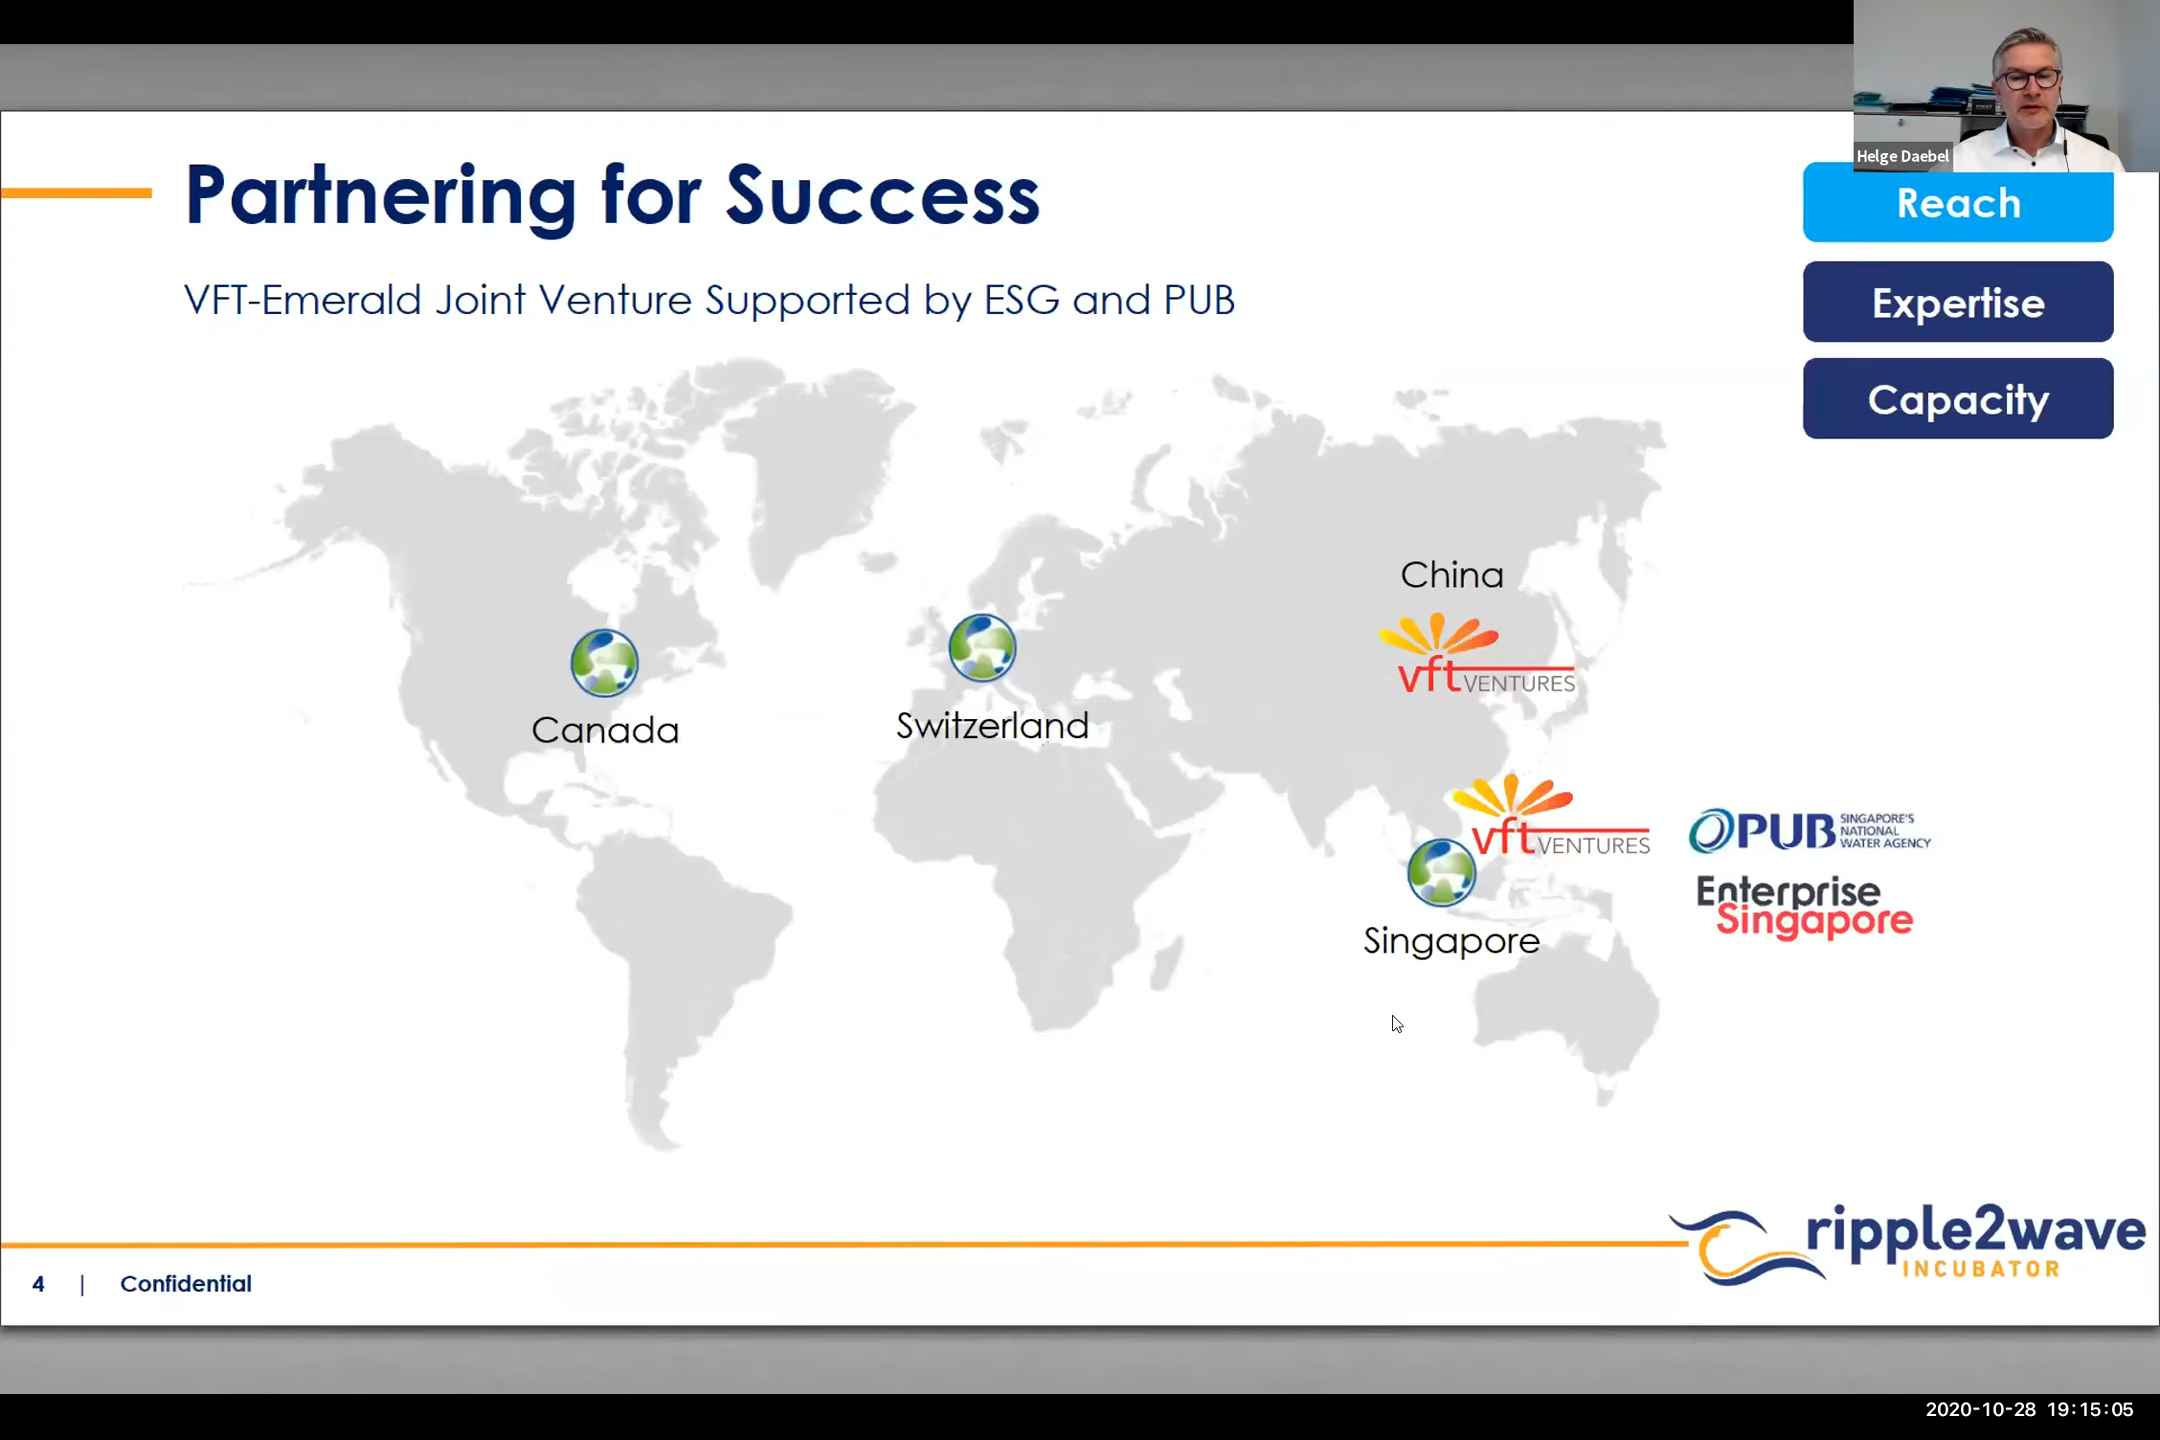 Helge Daebel
Partnering for Success
Reach
VFT-Emerald Joint Venture Supported by ESG and PUB
Expertise
Capacity
China
vft VENTURES
Canada
Switzerland
vft VENTURES
PUB SINGAPORE'S
NATIONAL
WATER AGENCY
Enterprise
Singapore
Singapore
ripple2wave
INCUBATOR
4 | Confidential
2020-10-28 19:15:05